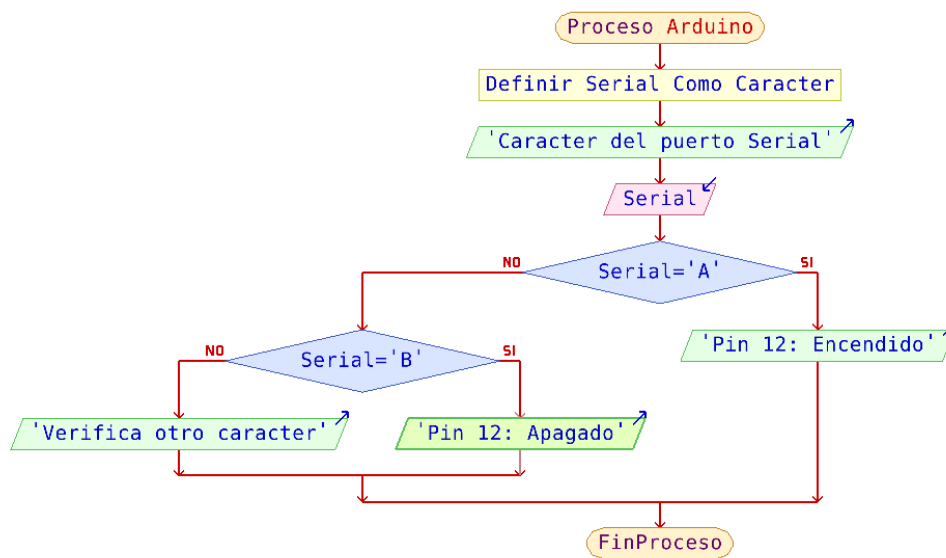 Proceso Arduino
Definir Serial Como Caracter
'Caracter del puerto Serial'
Serial
NO
Serial='A'
SI
NO
Serial='B'
SI
'Pin 12: Encendido'
'Verifica otro caracter'
'Pin 12: Apagado'
FinProceso